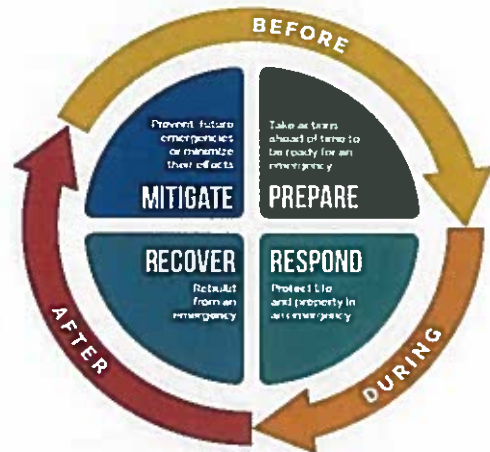 BEFORE
Prevent future
emergencies
or minimize
their effects
MITIGATE
Take actions
ahead of time to
be ready for an
emergency
PREPARE
RECOVER
Rebuild
from an
emergency
RESPOND
Protect life
and property in
an emergency
AFTER
DURING